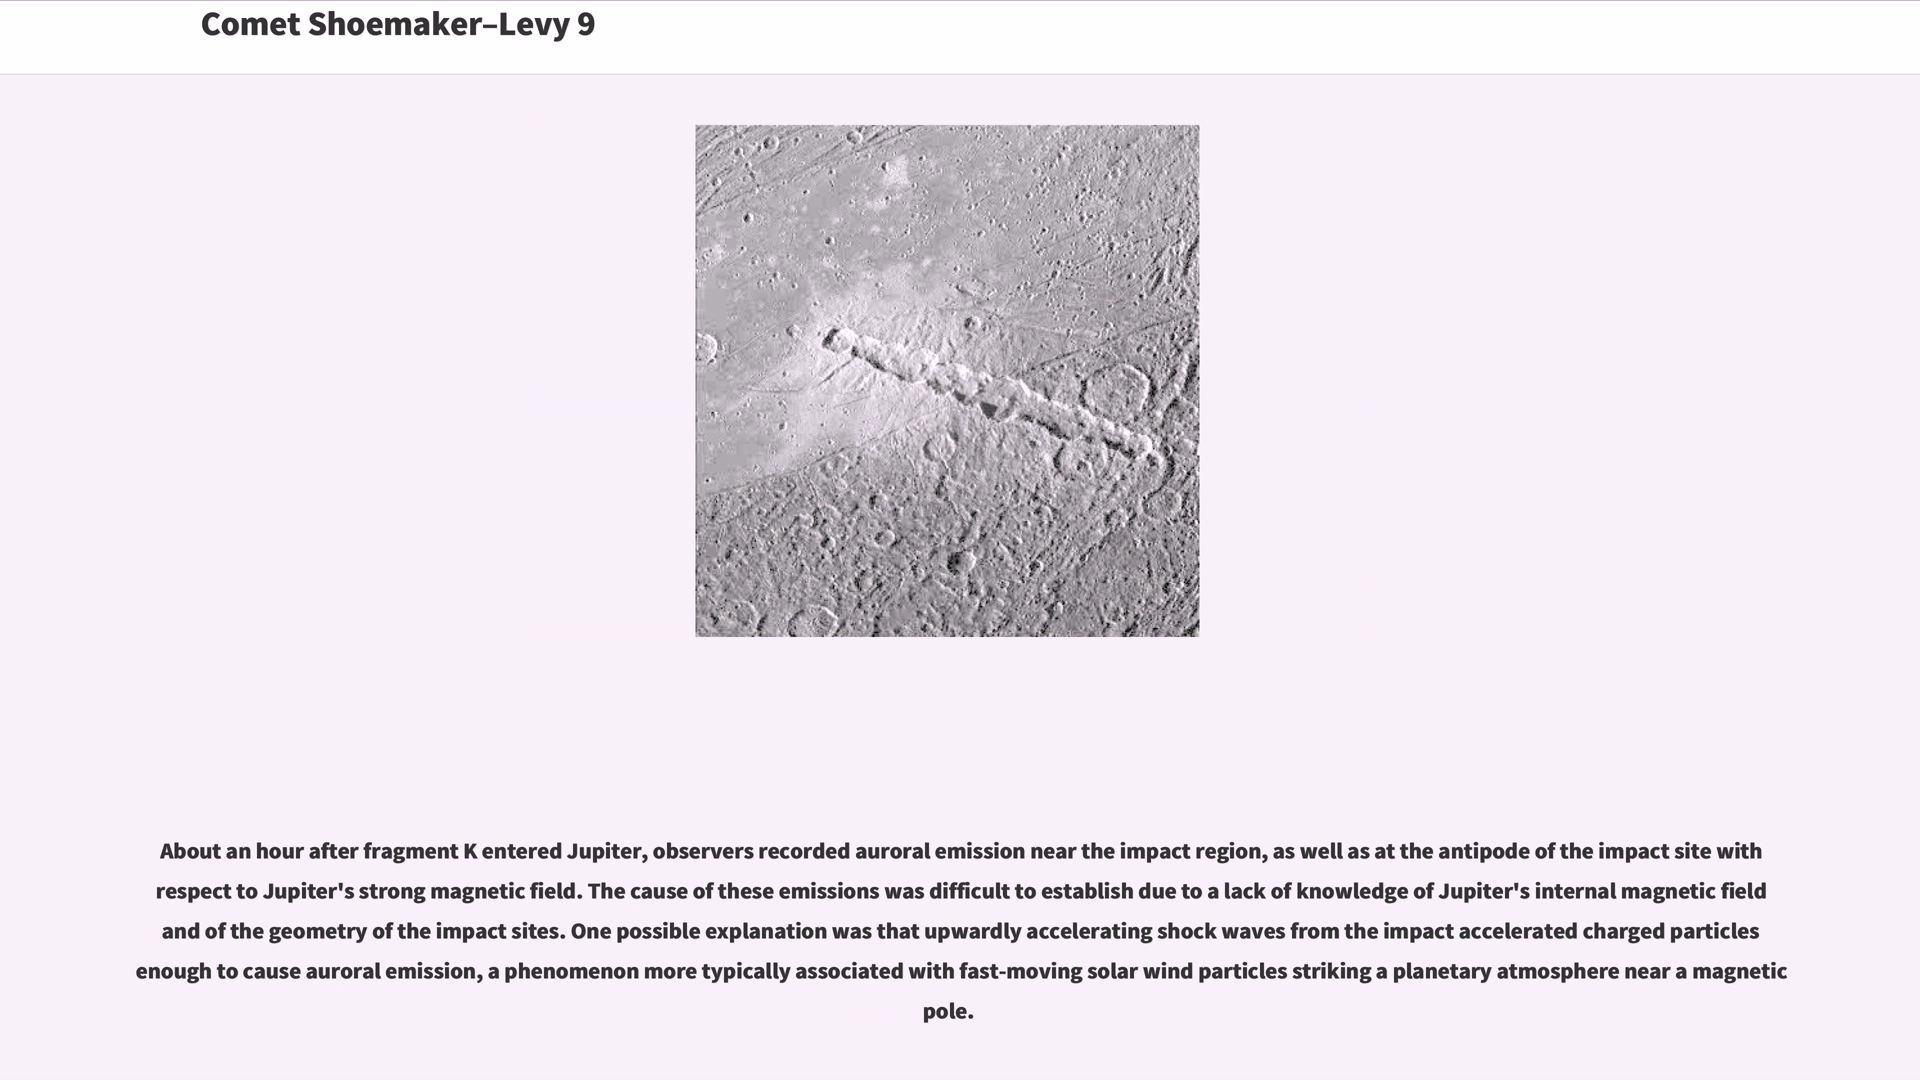 Comet Shoemaker–Levy 9
About an hour after fragment K entered Jupiter, observers recorded auroral emission near the impact region, as well as at the antipode of the impact site with
respect to Jupiter's strong magnetic field. The cause of these emissions was difficult to establish due to a lack of knowledge of Jupiter's internal magnetic field
and of the geometry of the impact sites. One possible explanation was that upwardly accelerating shock waves from the impact accelerated charged particles
enough to cause auroral emission, a phenomenon more typically associated with fast-moving solar wind particles striking a planetary atmosphere near a magnetic
pole.